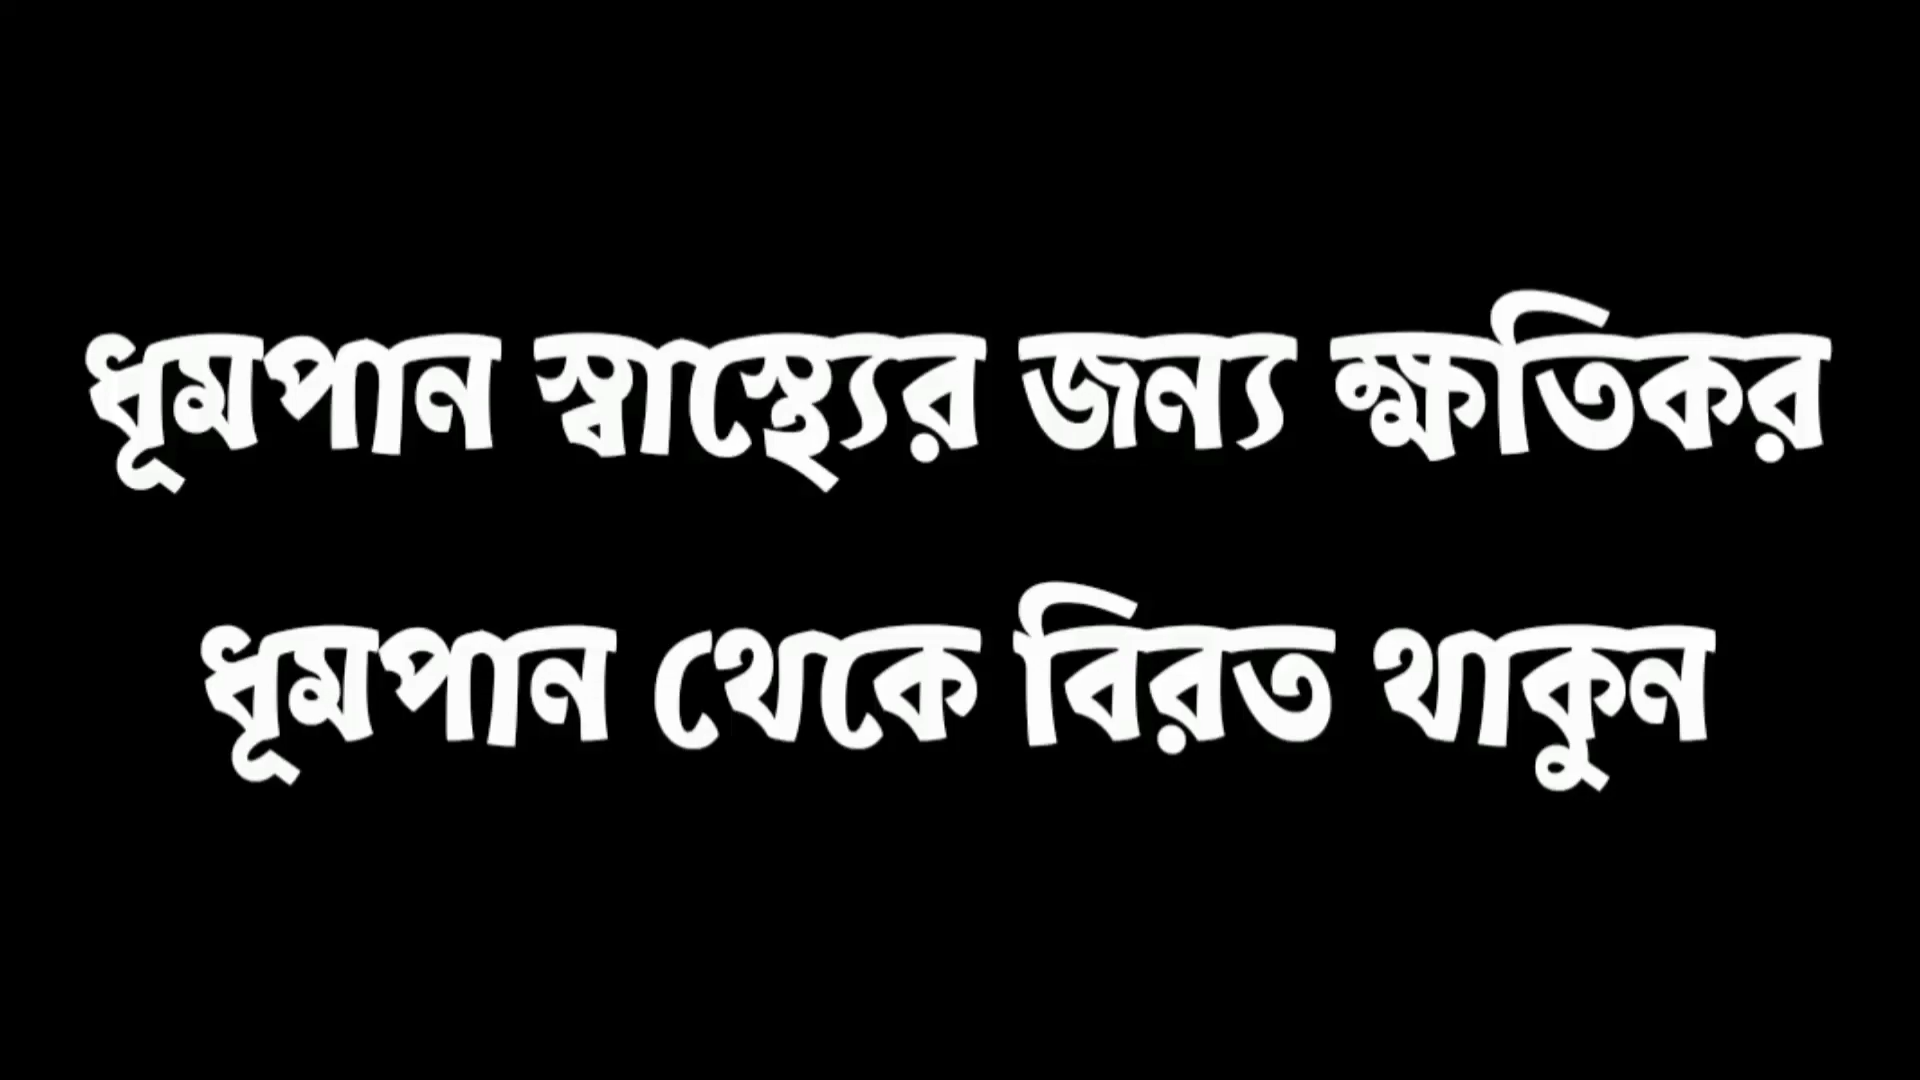 ধূমপান স্বাস্থ্যের জন্য ক্ষতিকর
ধূমপান থেকে বিরত থাকুন